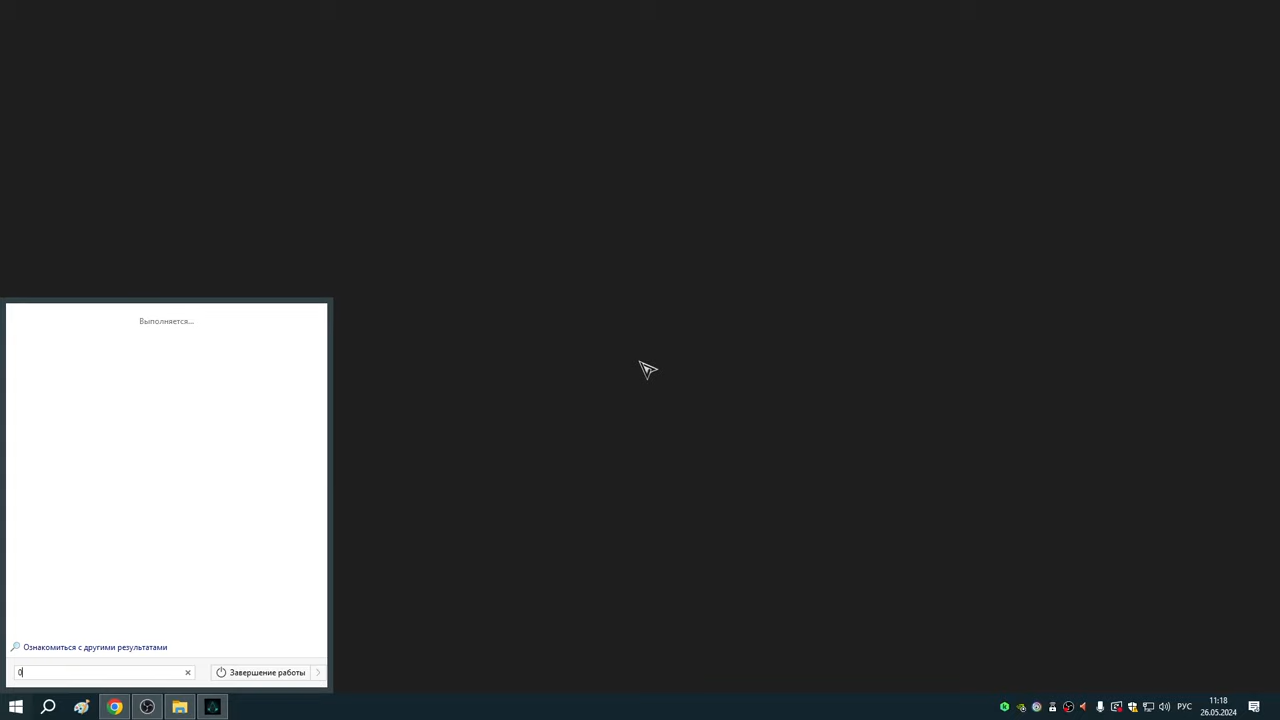 Выполняется...
Ознакомиться с другими результатами
0
Завершение работы
РУС
11:18
26.05.2024